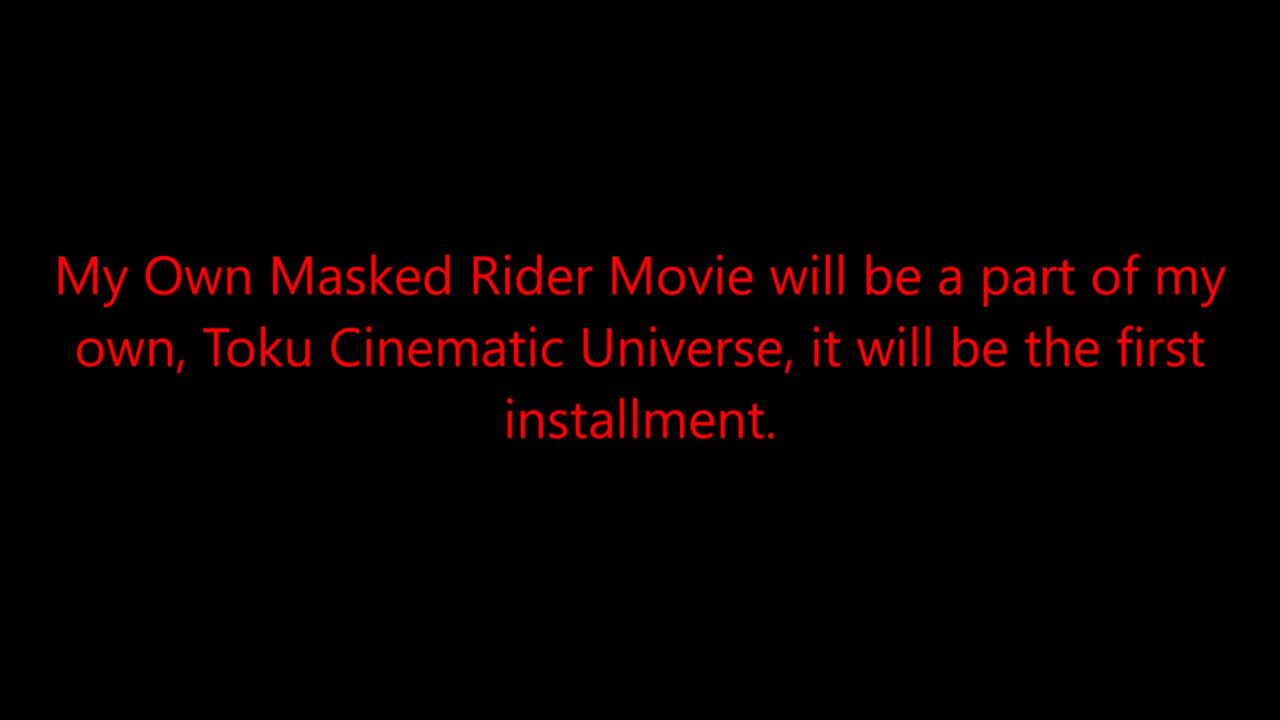 My Own Masked Rider Movie will be a part of my
own, Toku Cinematic Universe, it will be the first
installment.